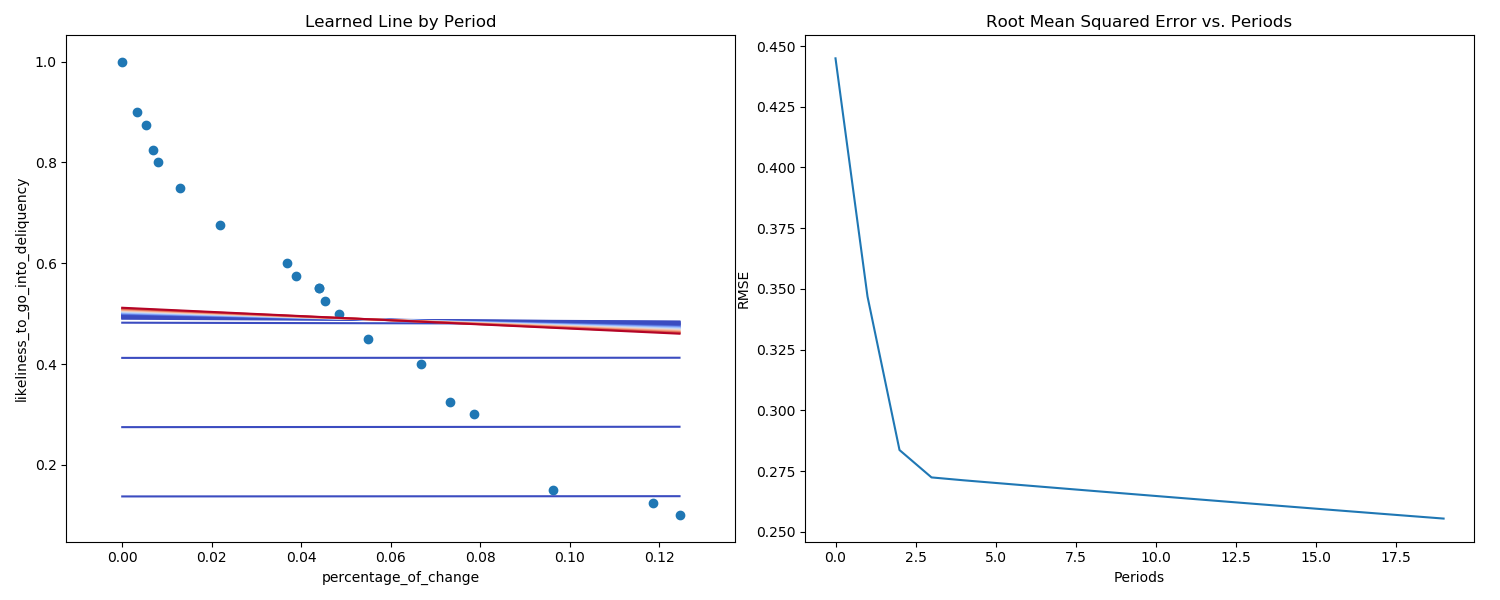 Learned Line by Period
1.0
0.8
0.6
0.4
0.2
likeliness_to_go_into_deliquency
0.00 0.02 0.04 0.06 0.08 0.10 0.12
percentage_of_change
Root Mean Squared Error vs. Periods
0.450
0.425
0.400
0.375
0.350
0.325
0.300
0.275
0.250
RMSE
0.0 2.5 5.0 7.5 10.0 12.5 15.0 17.5
Periods